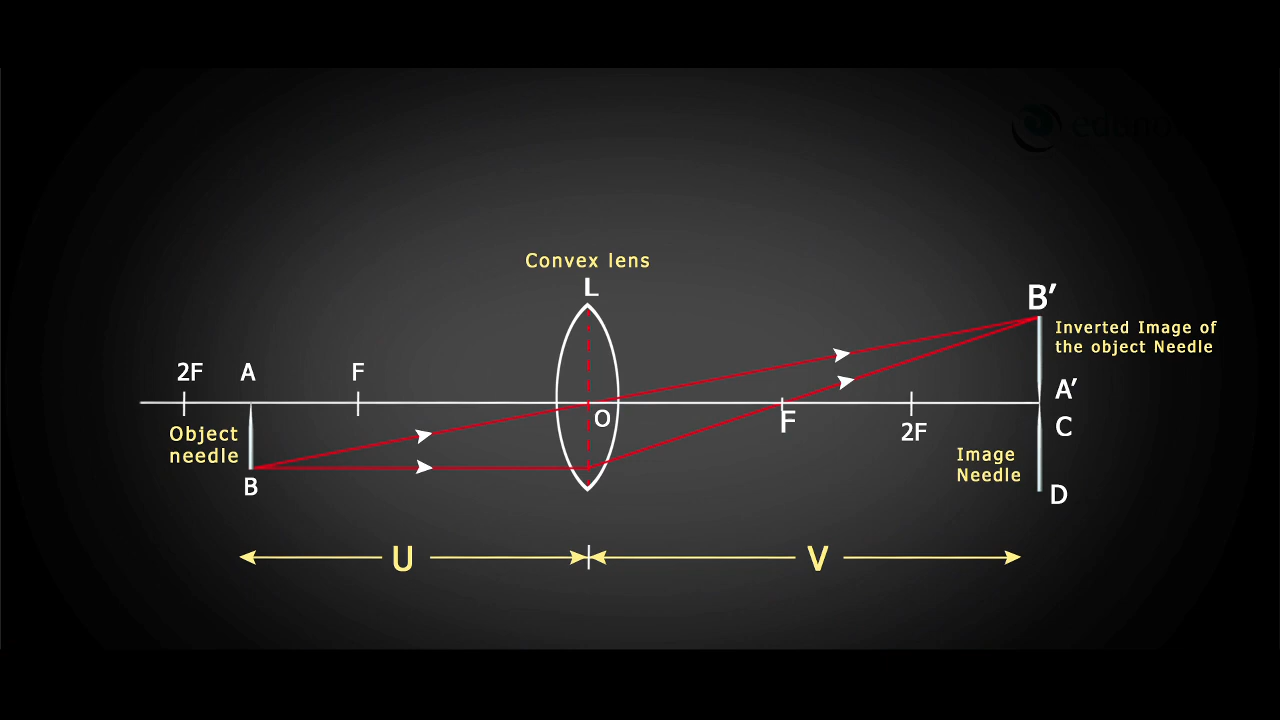 Convex lens
L
B′
Inverted Image of
the object Needle
2F
A
F
A′
O
F
C
2F
Object
needle
Image
Needle
B
D
U
V